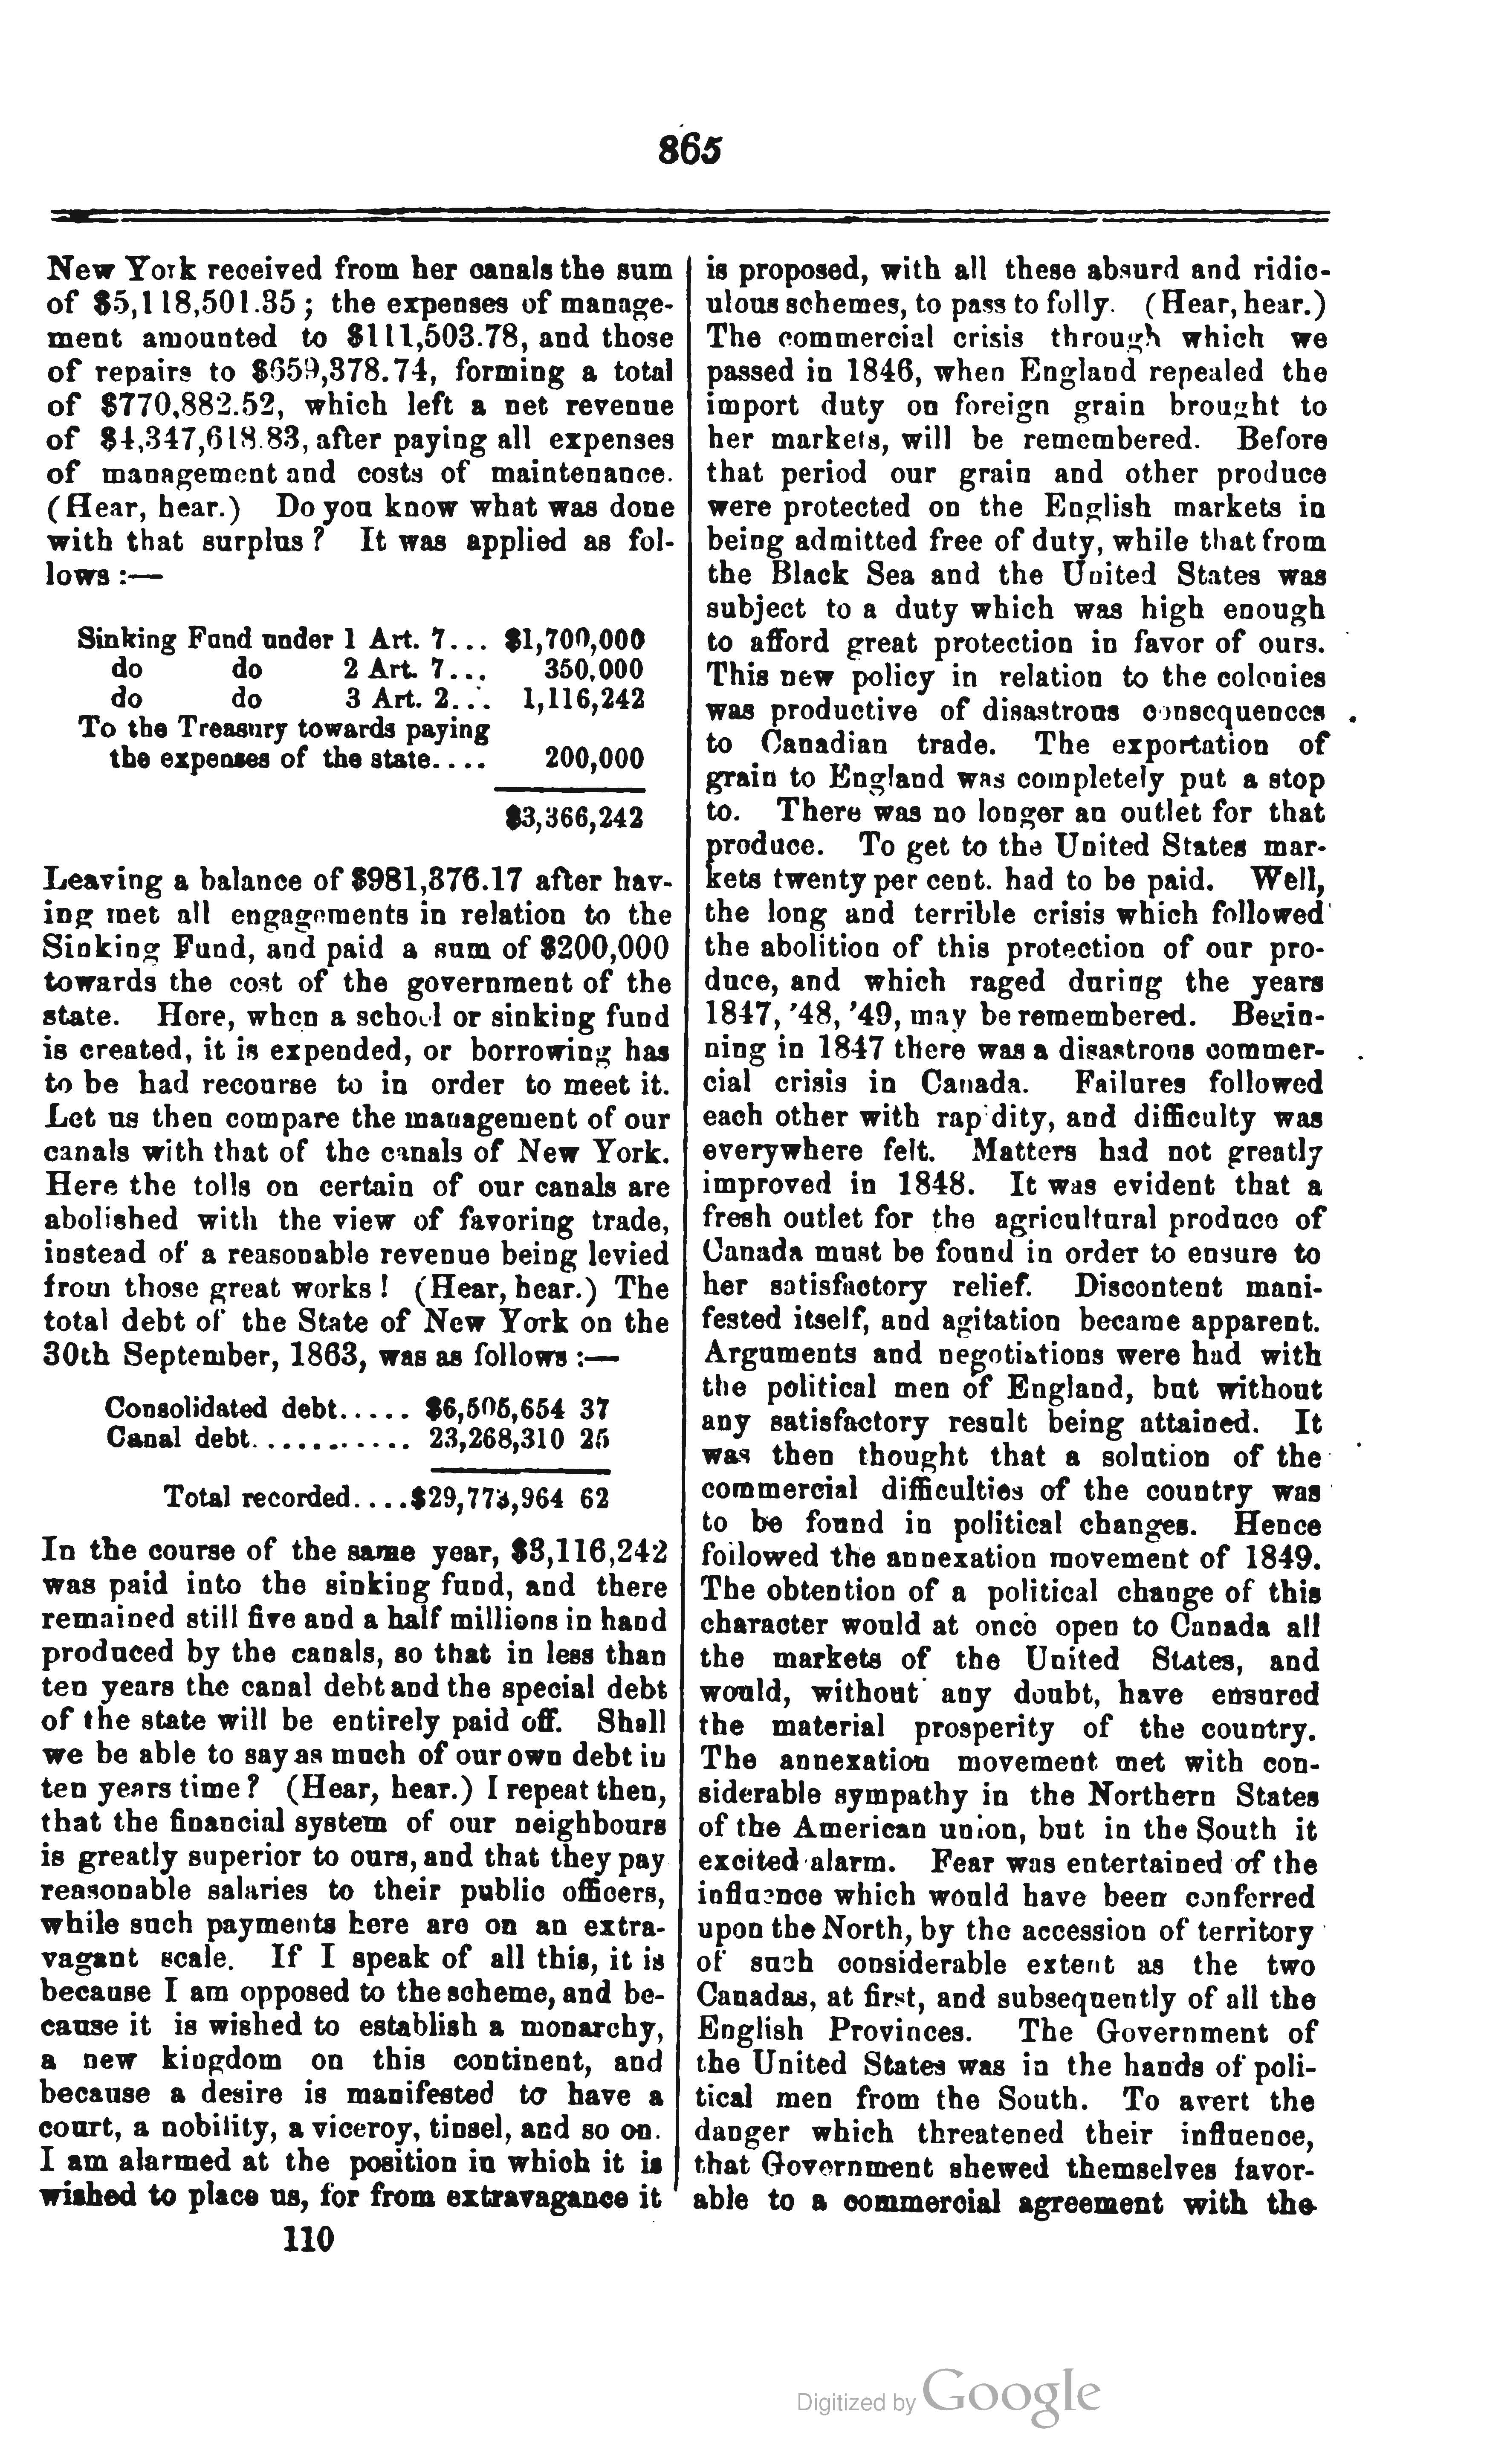 865
New York received from her canals the sum
of $5,118,501.35; the expenses of manage-
ment amounted to $111,503.78, and those
of repairs to $659,378.74, forming a total
of $770,882.52, which left a net revenue
of $4,347,618.83, after paying all expenses
of management and costs of maintenance.
(Hear, hear.) Do you know what was done
with that surplus? It was applied as fol-
lows:—
Sinking Fund under 1 Art. 7... $1,700,000
do do 2 Art. 7... 350,000
do do 3 Art. 2... 1,116,242
To the Treasury towards paying
the expenses of the state.... 200,000
$3,366,242
Leaving a balance of $981,376.17 after hav-
ing met all engagements in relation to the
Sinking Fund, and paid a sum of $200,000
towards the cost of the government of the
state. Here, when a school or sinking fund
is created, it is expended, or borrowing has
to be had recourse to in order to meet it.
Let us then compare the management of our
canals with that of the canals of New York.
Here the tolls on certain of our canals are
abolished with the view of favoring trade,
instead of a reasonable revenue being levied
from those great works! (Hear, hear.) The
total debt of the State of New York on the
30th September, 1863, was as follows:—
Consolidated debt..... $6,505,654 37
Canal debt........... 23,268,310 25
Total recorded....$29,773,964 62
In the course of the same year, $3,116,242
was paid into the sinking fund, and there
remained still five and a half millions in hand
produced by the canals, so that in less than
ten years the canal debt and the special debt
of the state will be entirely paid off. Shall
we be able to say as much of our own debt in
ten years time? (Hear, hear.) I repeat then,
that the financial system of our neighbours
is greatly superior to ours, and that they pay
reasonable salaries to their public officers,
while such payments here are on an extra-
vagant scale. If I speak of all this, it is
because I am opposed to the scheme, and be-
cause it is wished to establish a monarchy,
a new kingdom on this continent, and
because a desire is manifested to have a
court, a nobility, a viceroy, tinsel, and so on.
I am alarmed at the position in which it is
wished to place us, for from extravagance it
110
is proposed, with all these absurd and ridic-
ulous schemes, to pass to folly. (Hear, hear.)
The commercial crisis through which we
passed in 1846, when England repealed the
import duty on foreign grain brought to
her markets, will be remembered. Before
that period our grain and other produce
were protected on the English markets in
being admitted free of duty, while that from
the Black Sea and the United States was
subject to a duty which was high enough
to afford great protection in favor of ours.
This new policy in relation to the colonies
was productive of disastrous consequences
to Canadian trade. The exportation of
grain to England was completely put a stop
to. There was no longer an outlet for that
produce. To get to the United States mar-
kets twenty per cent. had to be paid. Well,
the long and terrible crisis which followed
the abolition of this protection of our pro-
duce, and which raged during the years
1847, '48, '49, may be remembered. Begin-
ning in 1847 there was a disastrous commer-
cial crisis in Canada. Failures followed
each other with rapidity, and difficulty was
everywhere felt. Matters had not greatly
improved in 1848. It was evident that a
fresh outlet for the agricultural produce of
Canada must be found in order to ensure to
her satisfactory relief. Discontent mani-
fested itself, and agitation became apparent.
Arguments and negotiations were had with
the political men of England, but without
any satisfactory result being attained. It
was then thought that a solution of the
commercial difficulties of the country was
to be found in political changes. Hence
followed the annexation movement of 1849.
The obtention of a political change of this
character would at once open to Canada all
the markets of the United States, and
would, without any doubt, have ensured
the material prosperity of the country.
The annexation movement met with con-
siderable sympathy in the Northern States
of the American union, but in the South it
excited alarm. Fear was entertained of the
influence which would have been conferred
upon the North, by the accession of territory
of such considerable extent as the two
Canadas, at first, and subsequently of all the
English Provinces. The Government of
the United States was in the hands of poli-
tical men from the South. To avert the
danger which threatened their influence,
that Government shewed themselves favor-
able to a commercial agreement with the
Digitized by Google